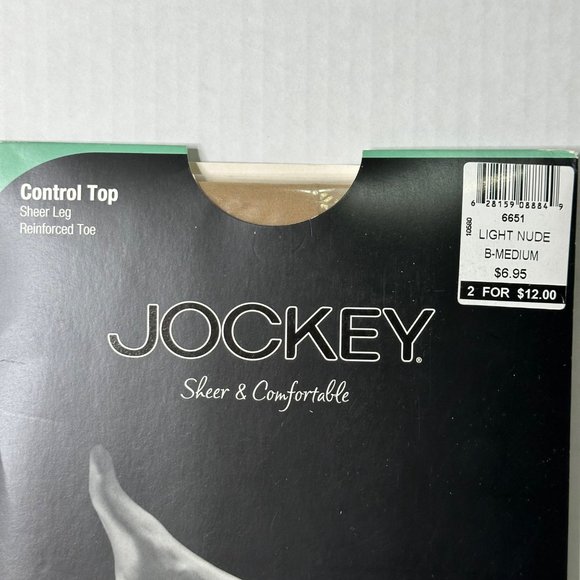 Control Top
Sheer Leg
Reinforced Toe
6 28159 08884 9
10580
6651
LIGHT NUDE
B-MEDIUM
$6.95
2 FOR $12.00
JOCKEY®
Sheer & Comfortable